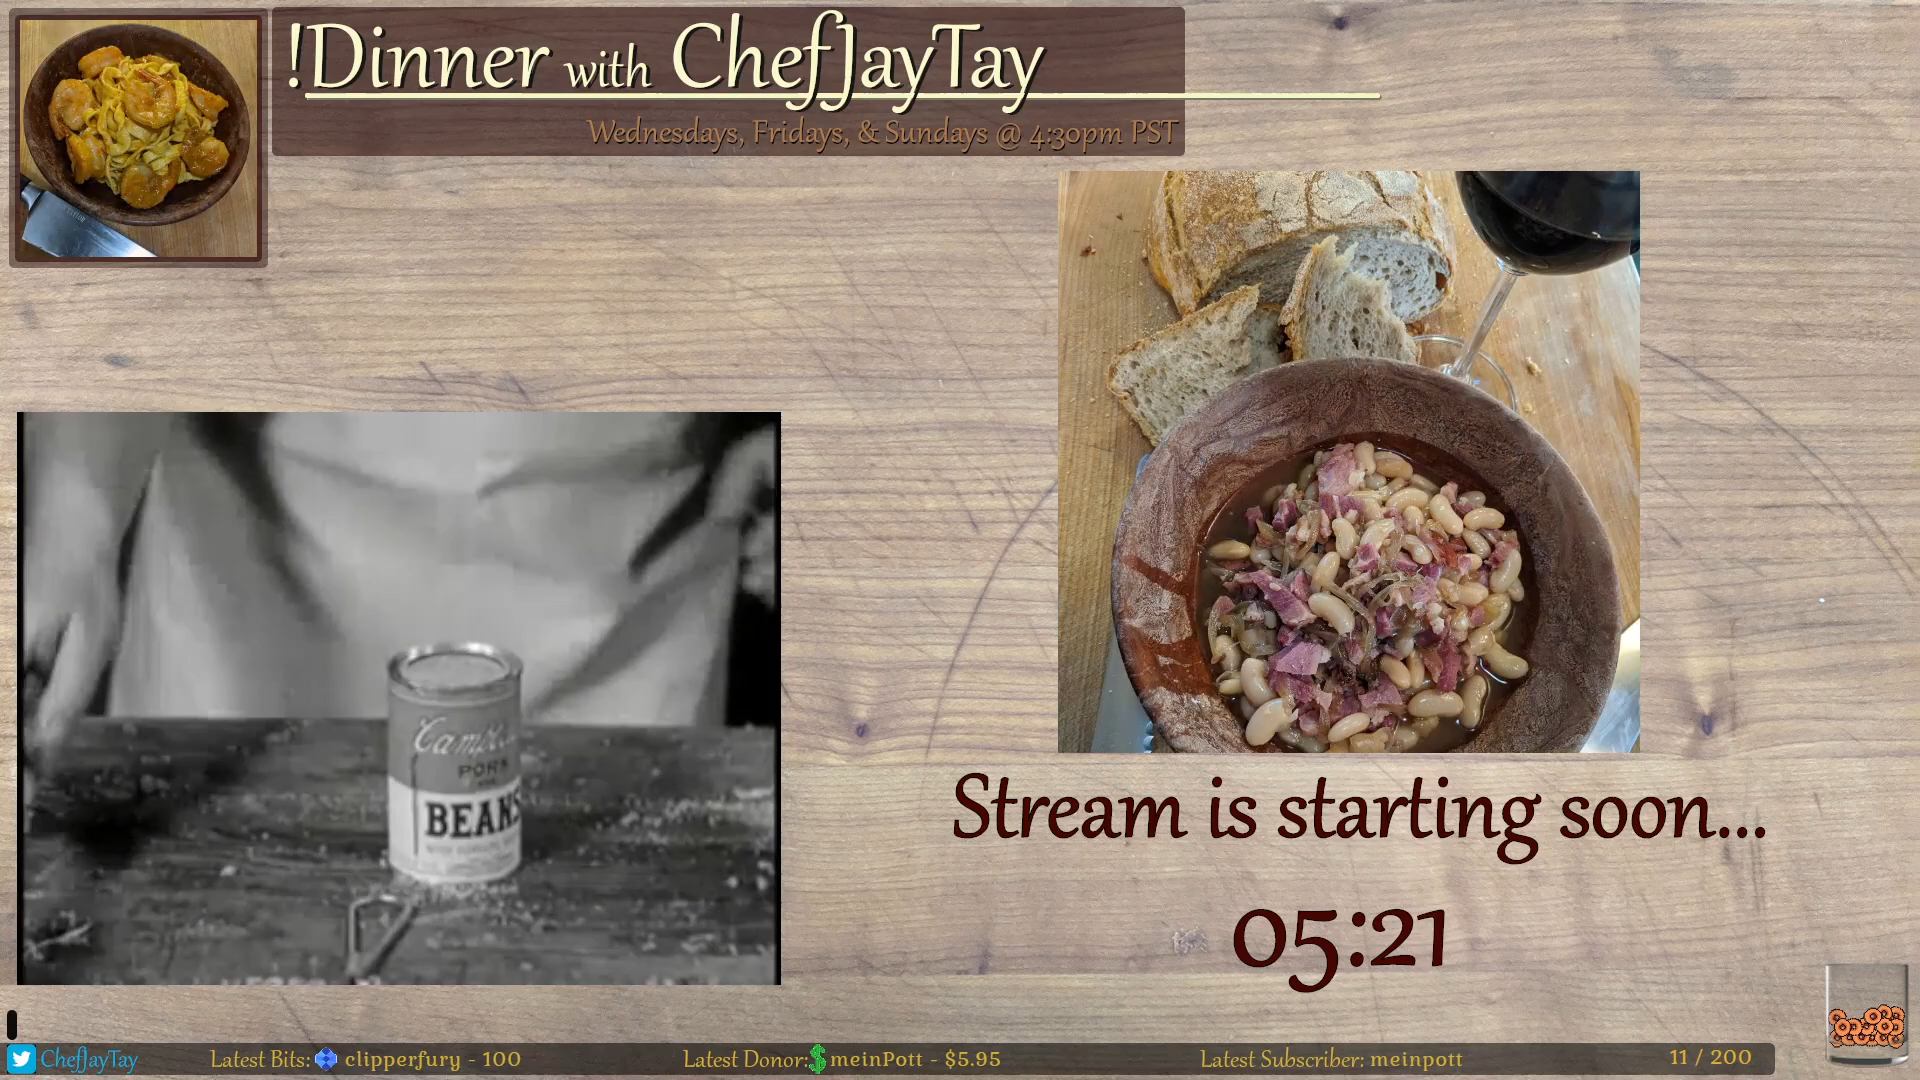 !Dinner with ChefJayTay
Wednesdays, Fridays, & Sundays @ 4:30pm PST
PORK
BEANS
Stream is starting soon...
05:21
ChefJayTay
Latest Bits: clipperfury - 100
Latest Donor: meinPott - $5.95
Latest Subscriber: meinpott
11 / 200